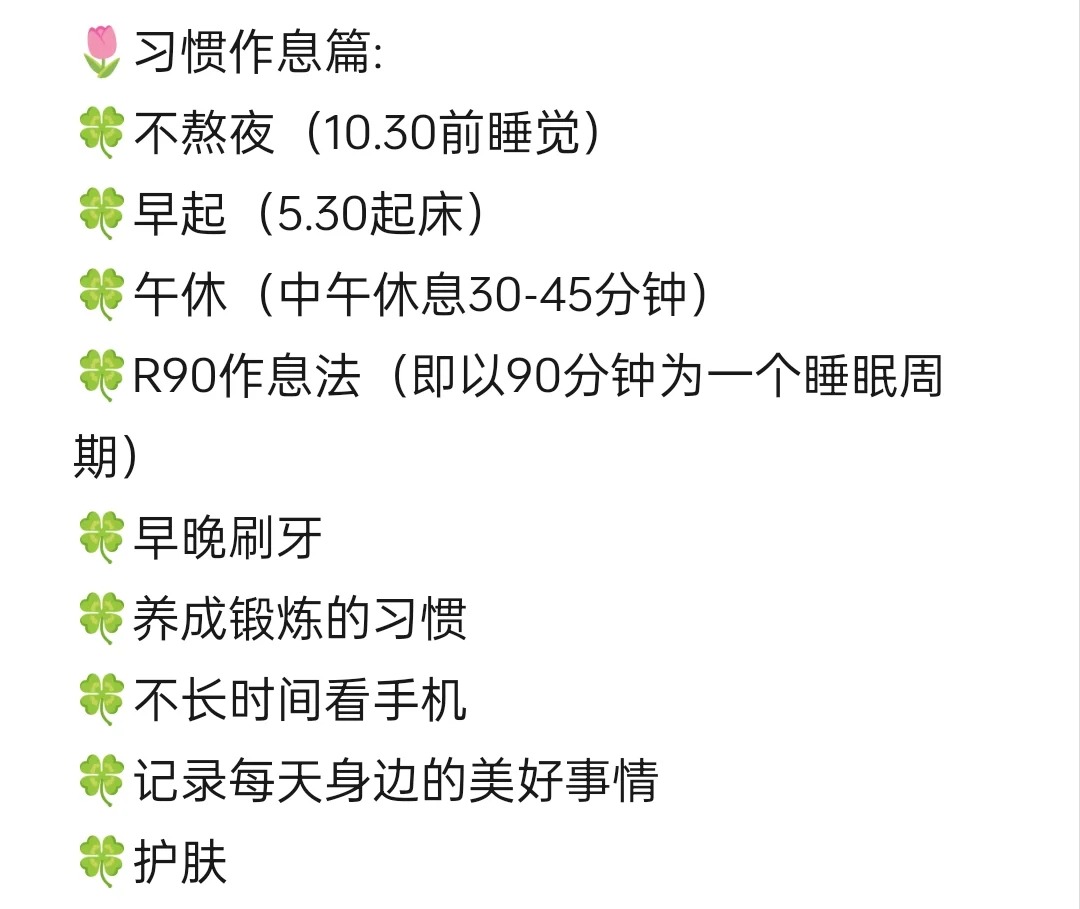 🌷习惯作息篇:
🍀不熬夜（10.30前睡觉）
🍀早起（5.30起床）
🍀午休（中午休息30-45分钟）
🍀R90作息法（即以90分钟为一个睡眠周
期）
🍀早晚刷牙
🍀养成锻炼的习惯
🍀不长时间看手机
🍀记录每天身边的美好事情
🍀护肤